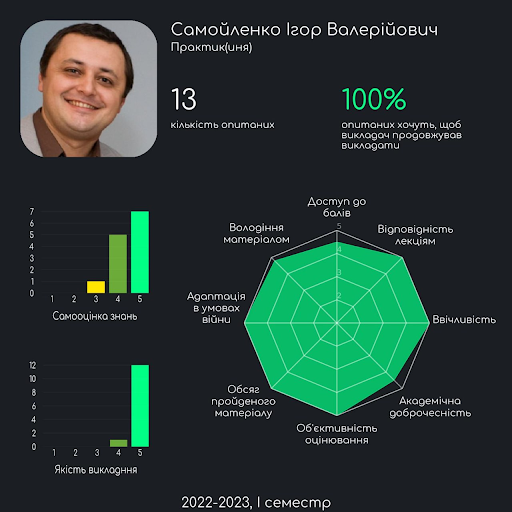 Самойленко Ігор Валерійович
Практик(иня)
13
кількість опитаних
100%
опитаних хочуть, щоб
викладач продовжував
викладати
7
6
5
4
3
2
1
0
1 2 3 4 5
Самооцінка знань
12
10
8
6
4
2
0
1 2 3 4 5
Якість викладння
Доступ до
балів
Відповідність
лекціям
Ввічливість
Академічна
доброчесність
Об'єктивність
оцінювання
Обсяг
пройденого
матеріалу
Адаптація
в умовах
війни
Володіння
матеріалом
5
4
3
2
2022-2023, І семестр